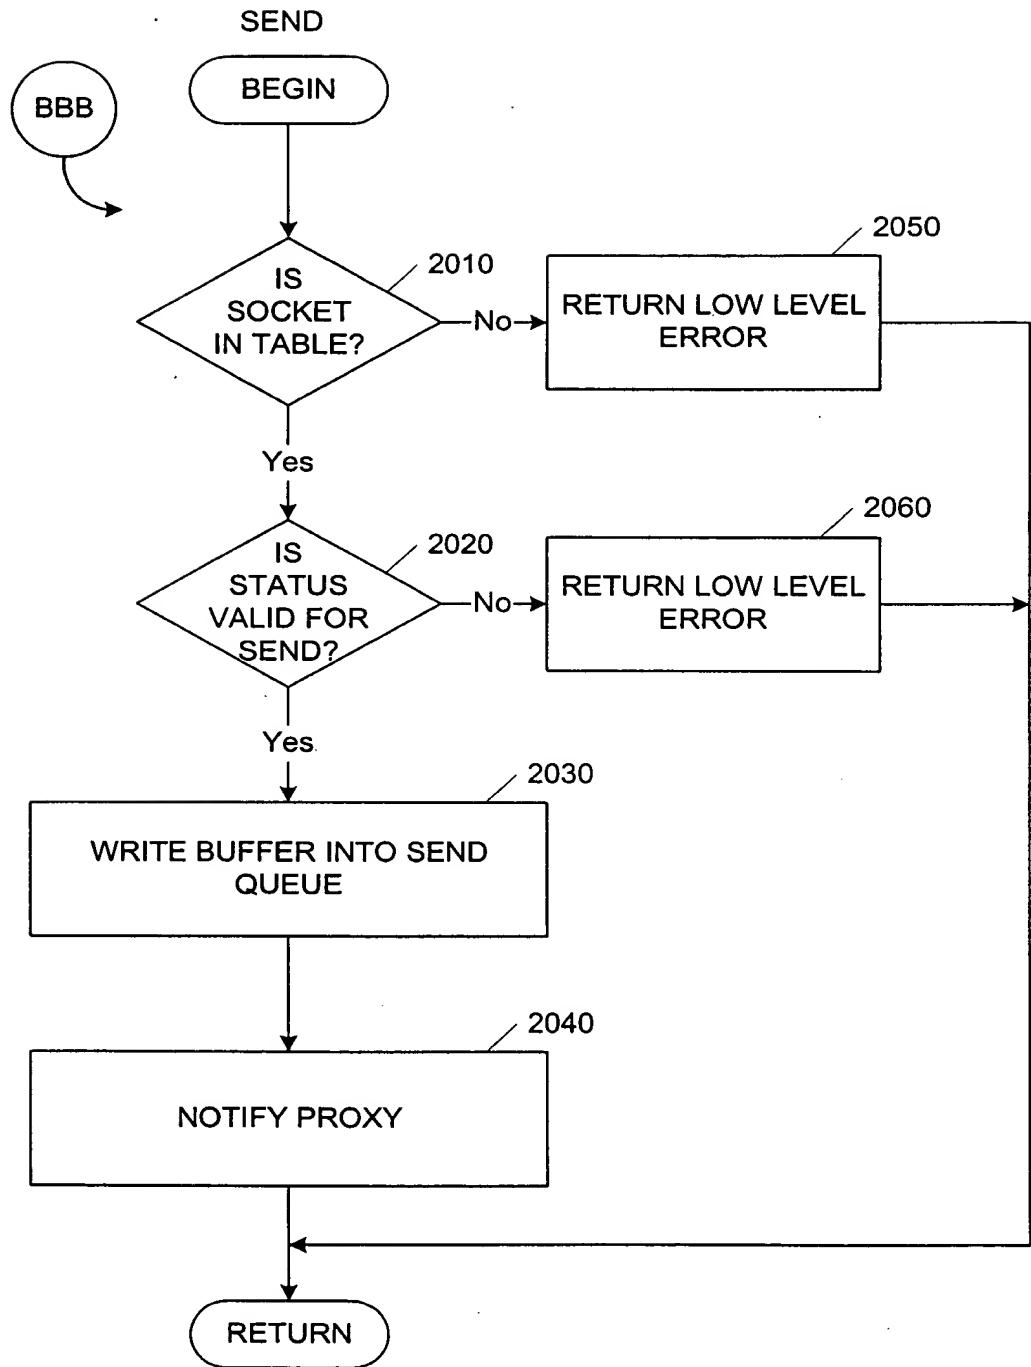 SEND
BBB
BEGIN
2050
IS
SOCKET
IN TABLE?
2010
No
RETURN LOW LEVEL
ERROR
Yes
2060
IS
STATUS
VALID FOR
SEND?
2020
No
RETURN LOW LEVEL
ERROR
Yes
2030
WRITE BUFFER INTO SEND
QUEUE
2040
NOTIFY PROXY
RETURN